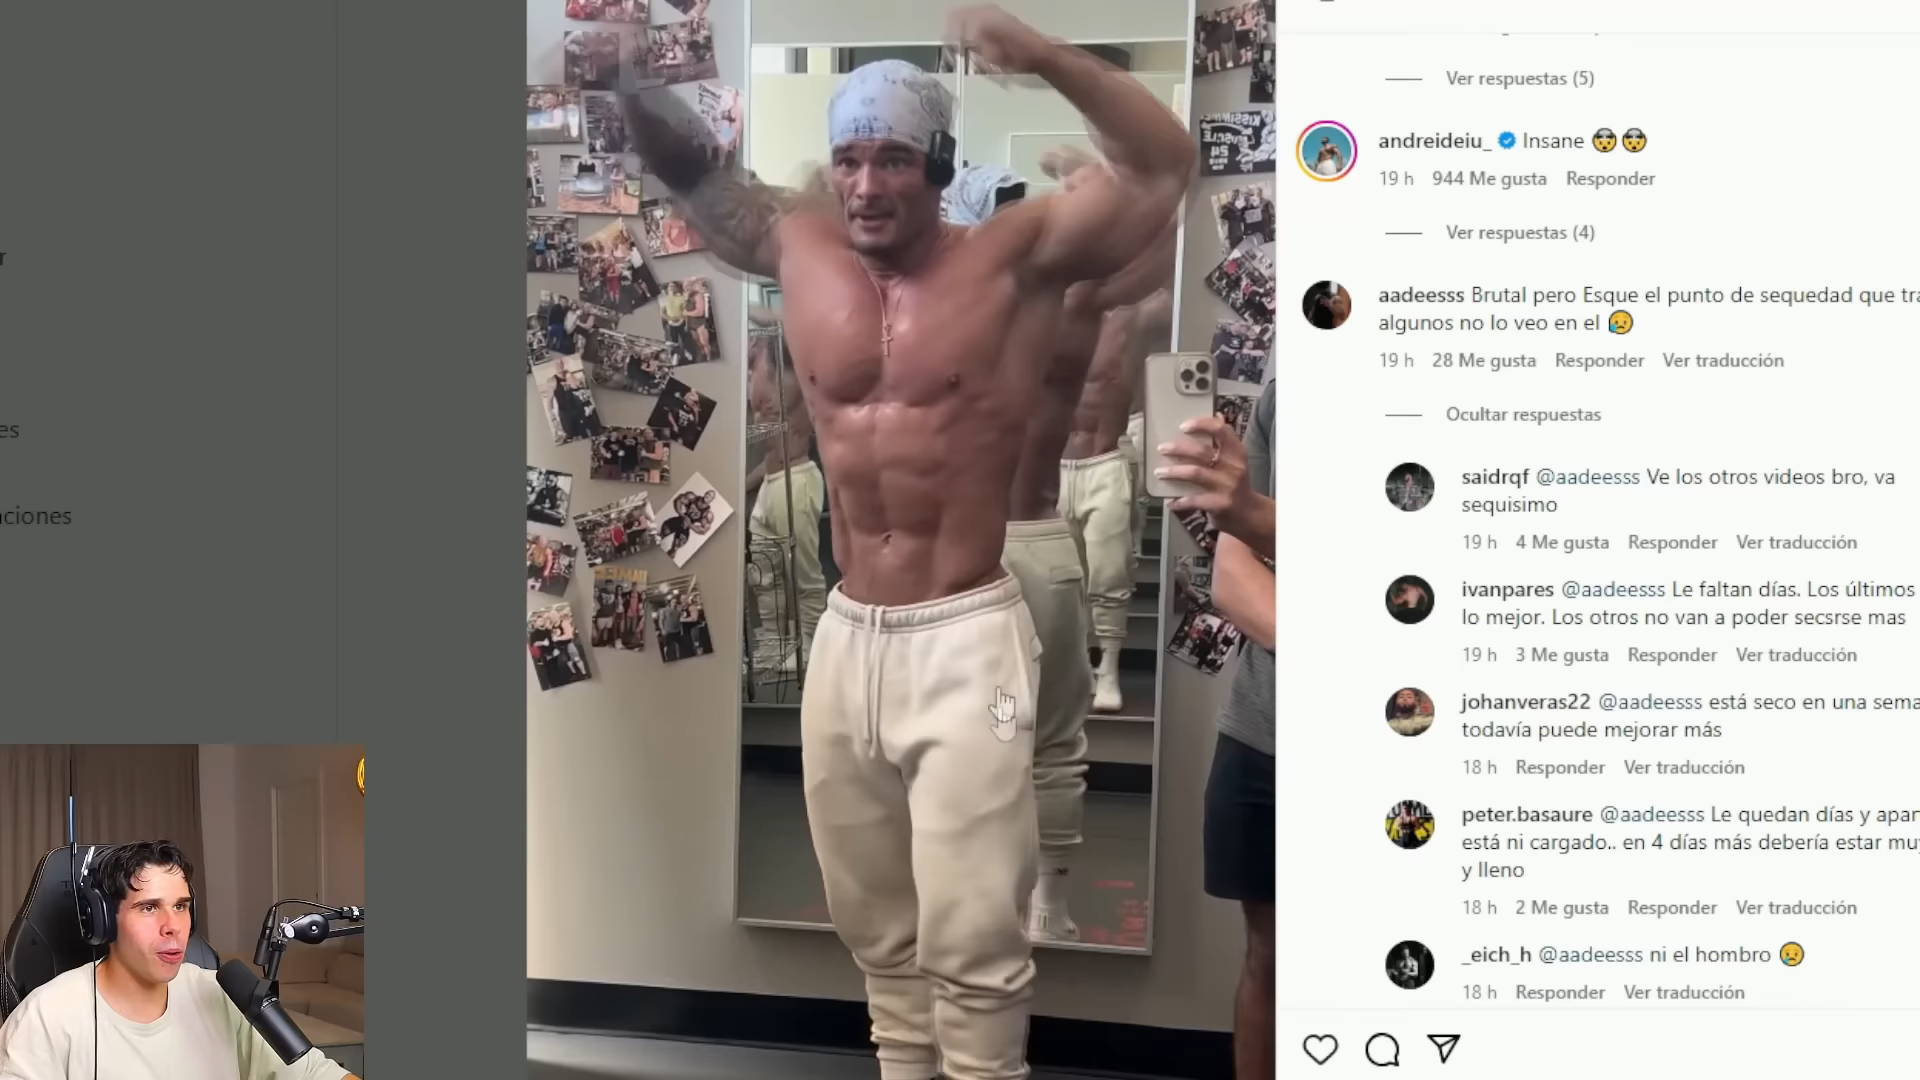 Ver respuestas (5)
andreideiu_ Insane 🤯🤯
19 h 944 Me gusta Responder
Ver respuestas (4)
aadeesss Brutal pero Esque el punto de sequedad que
algunos no lo veo en el 😥
19 h 28 Me gusta Responder Ver traducción
Ocultar respuestas
saidrqf @aadeesss Ve los otros videos bro, va
sequisimo
19 h 4 Me gusta Responder Ver traducción
ivanpares @aadeesss Le faltan días. Los últimos
lo mejor. Los otros no van a poder secsrse mas
19 h 3 Me gusta Responder Ver traducción
johanveras22 @aadeesss está seco en una
todavía puede mejorar más
18 h Responder Ver traducción
peter.basaure @aadeesss Le quedan días y
está ni cargado.. en 4 días más debería estar
y lleno
18 h 2 Me gusta Responder Ver traducción
_eich_h @aadeesss ni el hombro 😥
18 h Responder Ver traducción